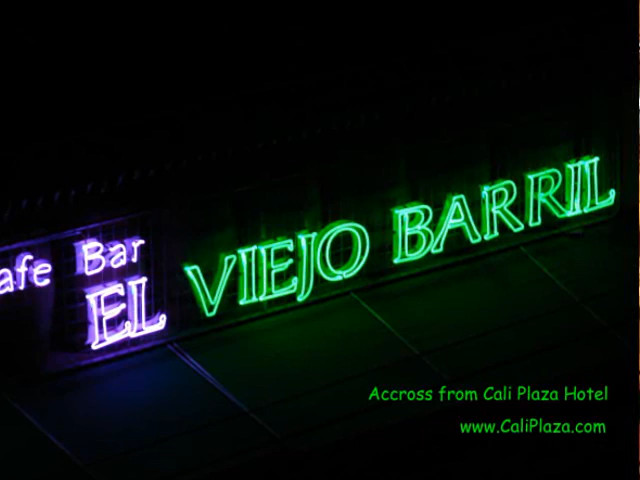 afe Bar
EL VIEJO BARRIL
Accross from Cali Plaza Hotel
www.CaliPlaza.com